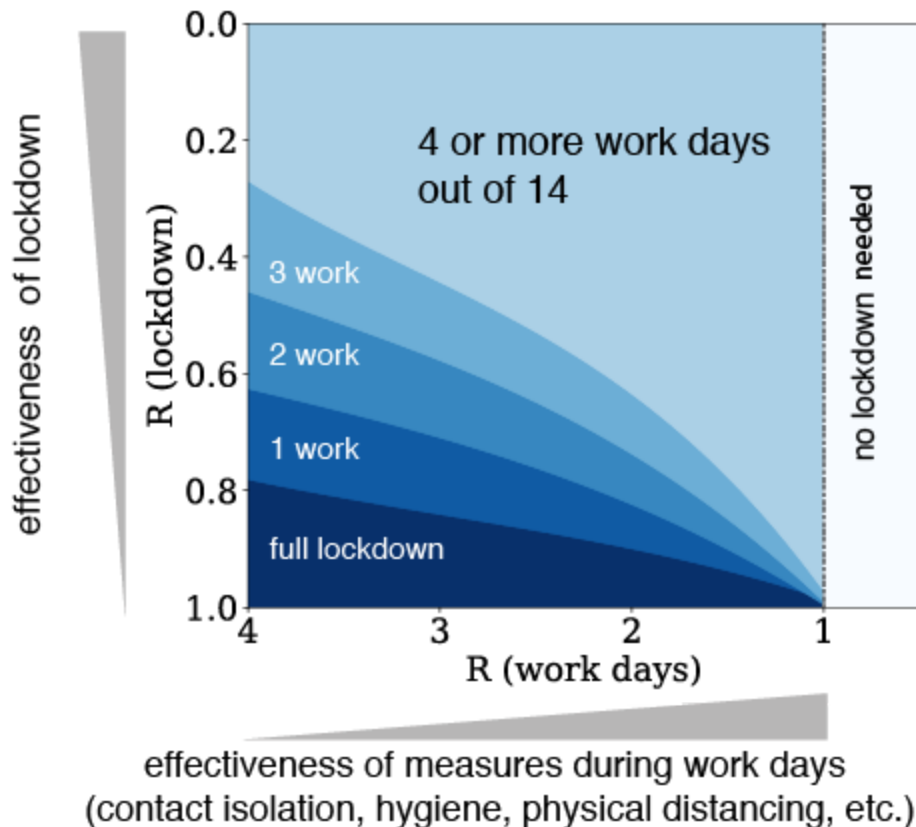 0.0
0.2
0.4
0.6
0.8
1.0
effectiveness of lockdown
R (lockdown)
4 or more work days
out of 14
3 work
2 work
1 work
full lockdown
no lockdown needed
4 3 2 1
R (work days)
effectiveness of measures during work days
(contact isolation, hygiene, physical distancing, etc.)